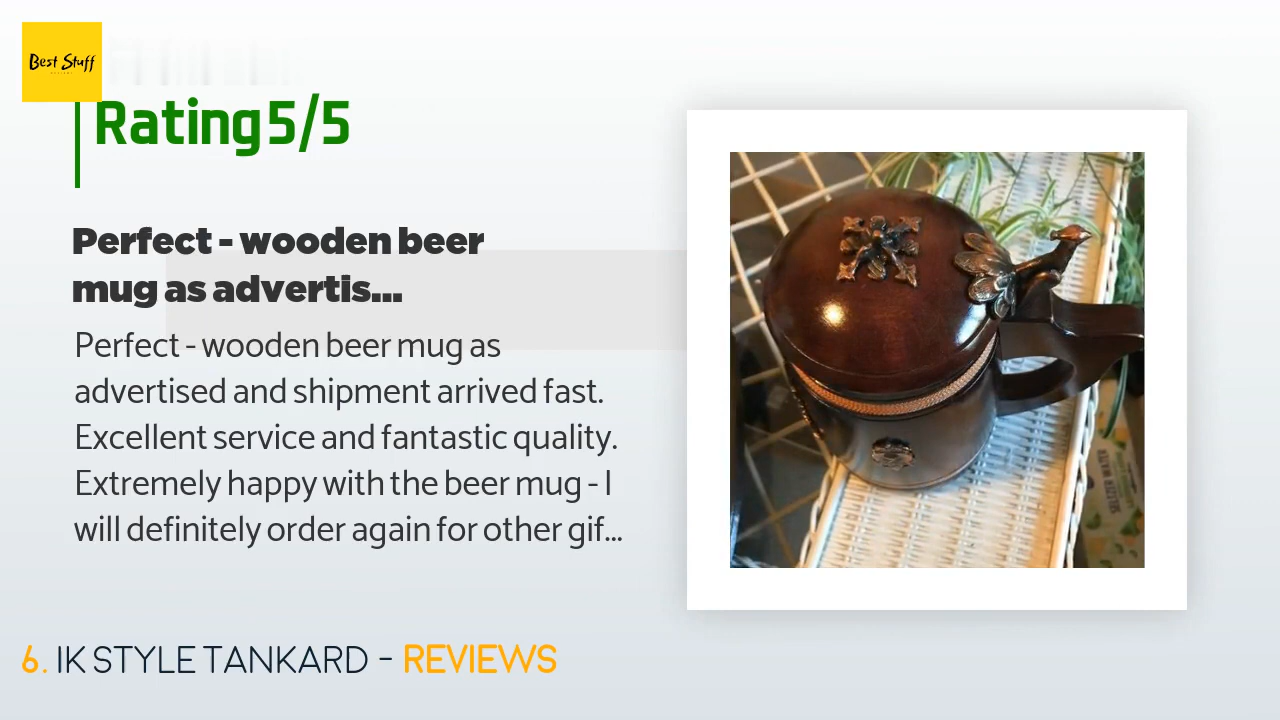 Best Stuff
Rating 5/5
Perfect - wooden beer
mug as advertis...
Perfect - wooden beer mug as
advertised and shipment arrived fast.
Excellent service and fantastic quality.
Extremely happy with the beer mug - I
will definitely order again for other gif...
SELTZER WATER
6. IK STYLE TANKARD - REVIEWS